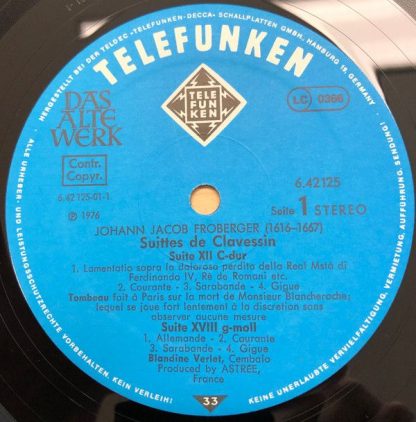 HERGESTELLT BEI DER TELDEC »TELEFUNKEN-DECCA« SCHALLPLATTEN GMBH, HAMBURG 19, GERMANY
TELEFUNKEN
DAS
ALTE
WERK
TELE
FUN
KEN
LC 0366
Contr.
Copyr.
6.42125-01-1
℗ 1976
6.42125
Seite 1 STEREO
JOHANN JACOB FROBERGER (1616-1667)
Suittes de Clavessin
Suite XII C-dur
1. Lamentatio sopra la dolorosa perdita della Real Mstà di
Ferdinando IV, Rè de Romani etc.
2. Courante - 3. Sarabande - 4. Gigue
Tombeau fait à Paris sur la mort de Monsieur Blancheroche;
lequel se joue fort lentement à la discretion sans
observer aucune mesure
Suite XVIII g-moll
1. Allemande - 2. Courante
3. Sarabande - 4. Gigue
Blandine Verlet, Cembalo
Produced by ASTRÉE,
France
33
ALLE URHEBER- UND LEISTUNGSSCHUTZRECHTE VORBEHALTEN. KEIN VERLEIH!
KEINE UNERLAUBTE VERVIELFÄLTIGUNG, VERMIETUNG, AUFFÜHRUNG, SENDUNG!